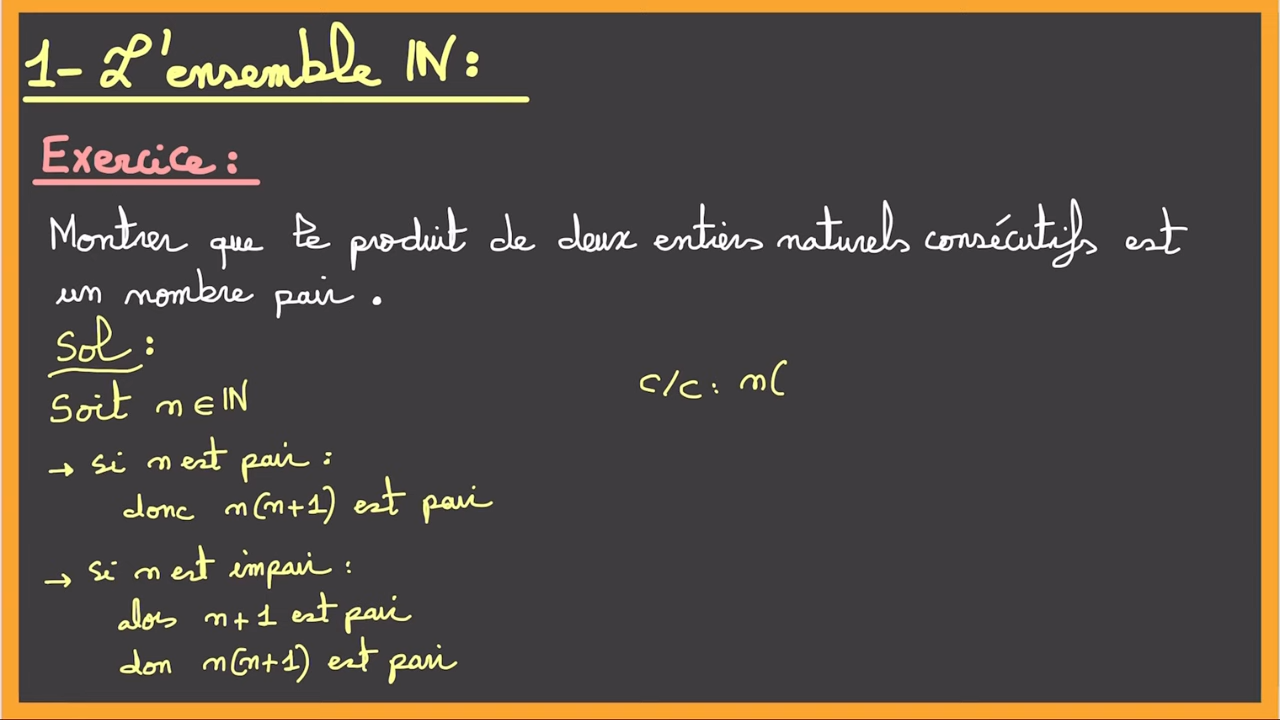 1- L'ensemble IN :
Exercice :
Montrer que le produit de deux entiers naturels consécutifs est
un nombre pair .
Sol :
Soit n ∈ IN
→ si n est pair :
donc n(n+1) est pair
→ si n est impair :
alors n+1 est pair
don n(n+1) est pair
c/c : n(